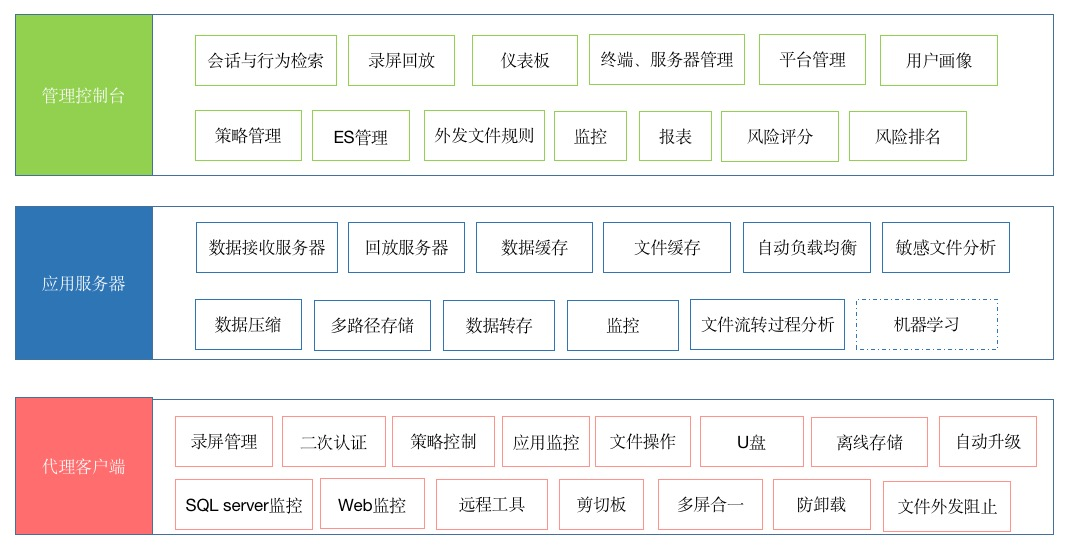 管理控制台
会话与行为检索
录屏回放
仪表板
终端、服务器管理
平台管理
用户画像
策略管理
ES管理
外发文件规则
监控
报表
风险评分
风险排名
应用服务器
数据接收服务器
回放服务器
数据缓存
文件缓存
自动负载均衡
敏感文件分析
数据压缩
多路径存储
数据转存
监控
文件流转过程分析
机器学习
代理客户端
录屏管理
二次认证
策略控制
应用监控
文件操作
U盘
离线存储
自动升级
SQL server监控
Web监控
远程工具
剪切板
多屏合一
防卸载
文件外发阻止